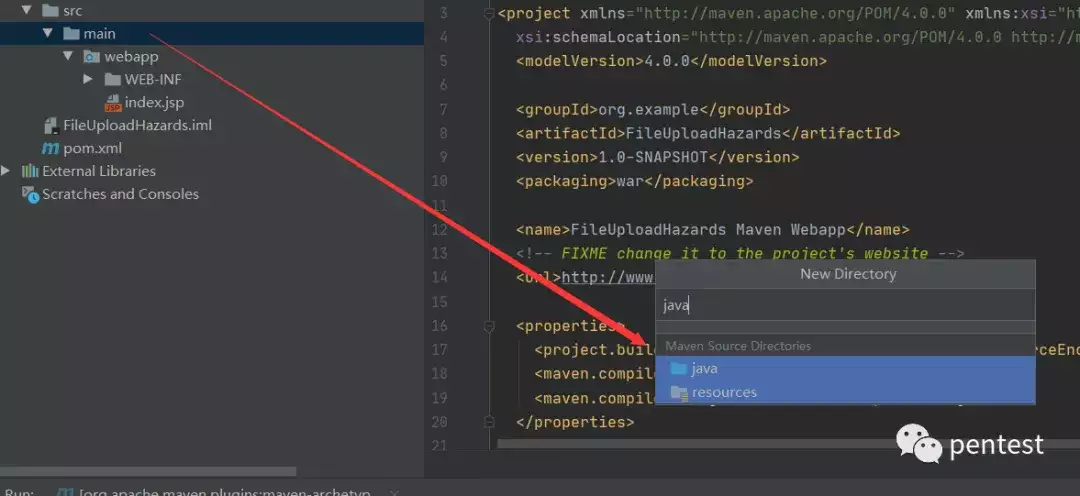 src
main
webapp
WEB-INF
index.jsp
FileUploadHazards.iml
pom.xml
External Libraries
Scratches and Consoles
3 <project xmlns="http://maven.apache.org/POM/4.0.0" xmlns:xsi="
4 xsi:schemaLocation="http://maven.apache.org/POM/4.0.0 http://m
5 <modelVersion>4.0.0</modelVersion>
6
7 <groupId>org.example</groupId>
8 <artifactId>FileUploadHazards</artifactId>
9 <version>1.0-SNAPSHOT</version>
10 <packaging>war</packaging>
11
12 <name>FileUploadHazards Maven Webapp</name>
13 <!-- FIXME change it to the project's website -->
14 <url>http://www
15
16 <properties>
17 <project.buil
18 <maven.compile
19 <maven.compile
20 </properties>
21
New Directory
java
Maven Source Directories
java
resources
rceEnc
pentest
Run: [org.apache.maven.plugins:maven-archetyp...